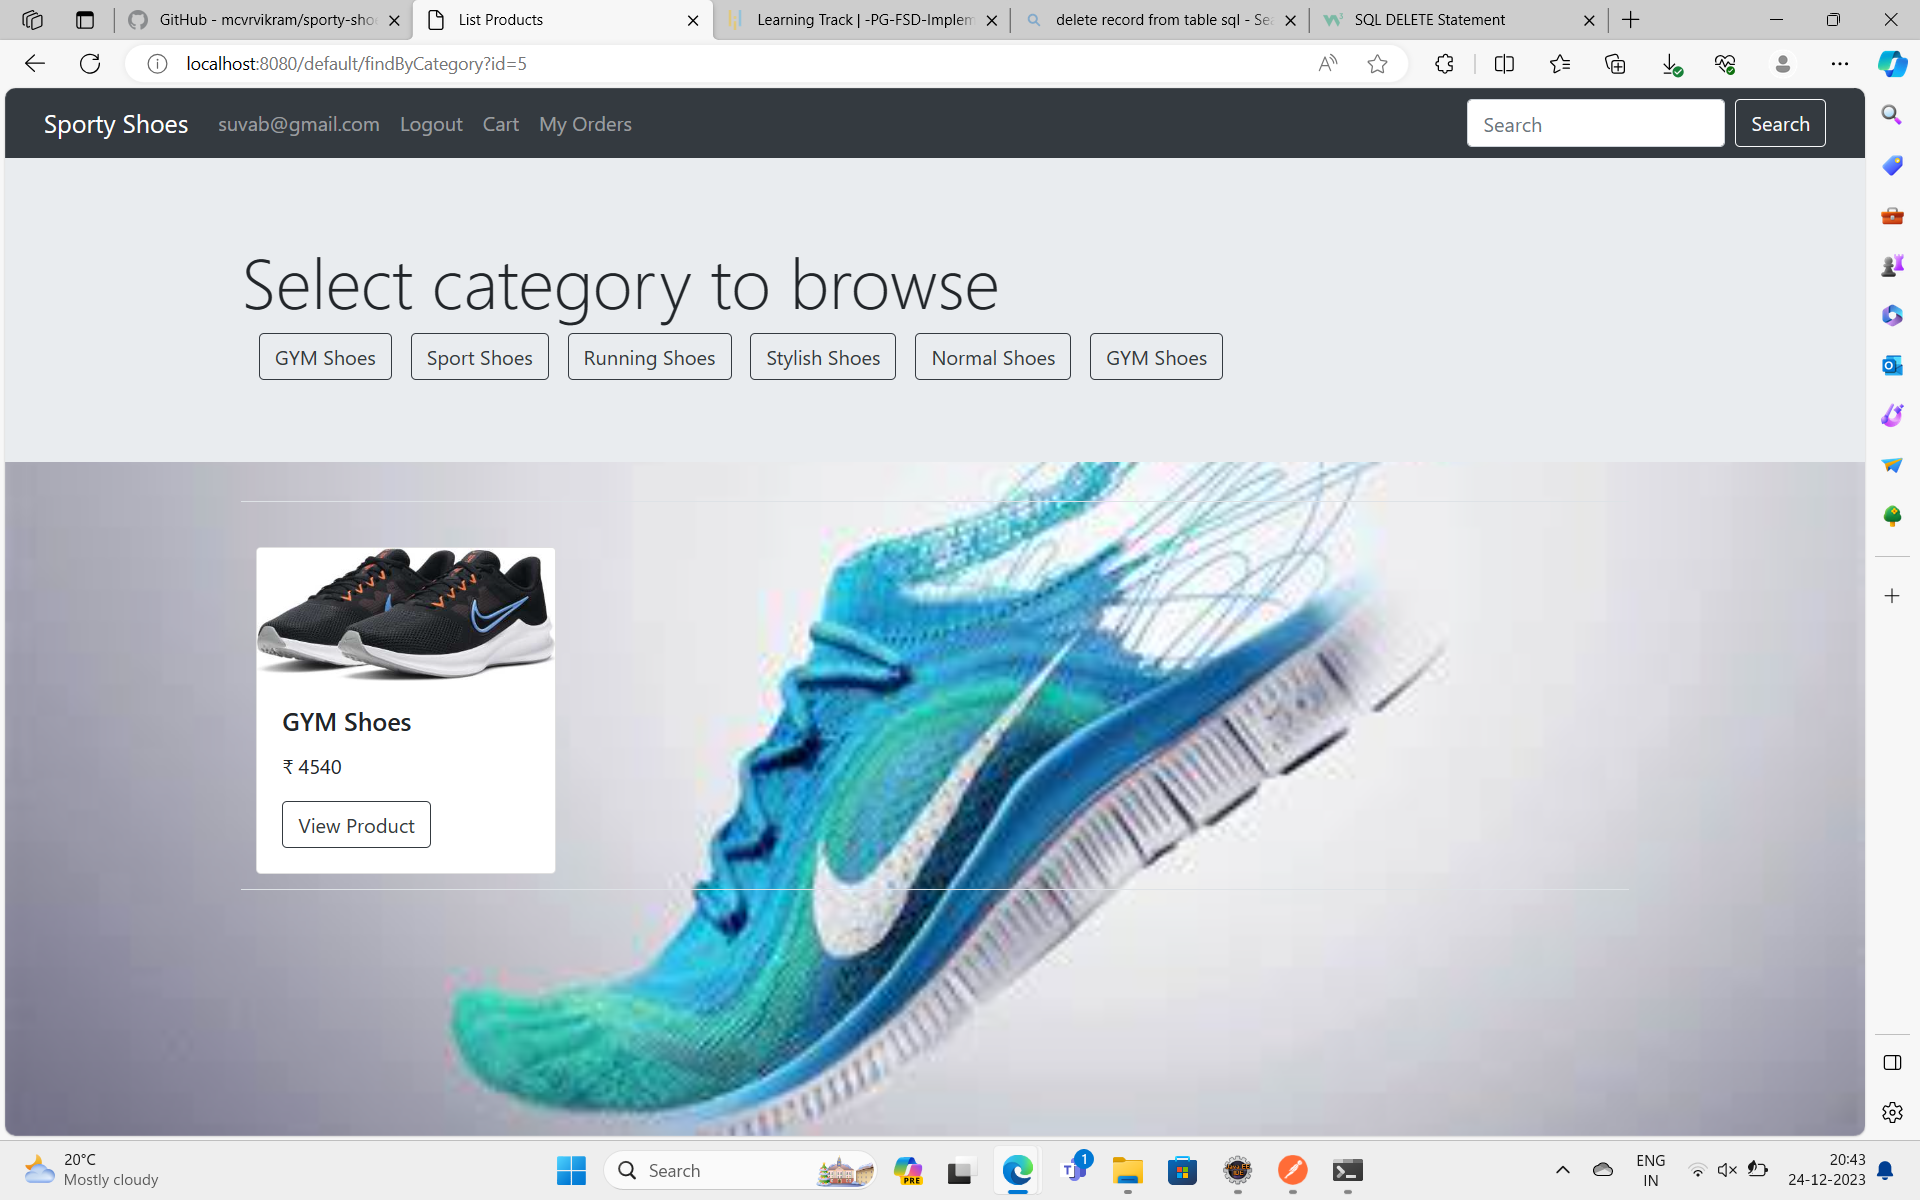 GitHub - mcvrvikram/sporty-sho
List Products
Learning Track | -PG-FSD-Implem
delete record from table sql - Se
SQL DELETE Statement
localhost:8080/default/findByCategory?id=5
Sporty Shoes suvab@gmail.com Logout Cart My Orders Search Search
Select category to browse
GYM Shoes Sport Shoes Running Shoes Stylish Shoes Normal Shoes GYM Shoes
GYM Shoes
₹ 4540
View Product
20°C
Mostly cloudy
Search
PRE
1
ENG
IN
20:43
24-12-2023